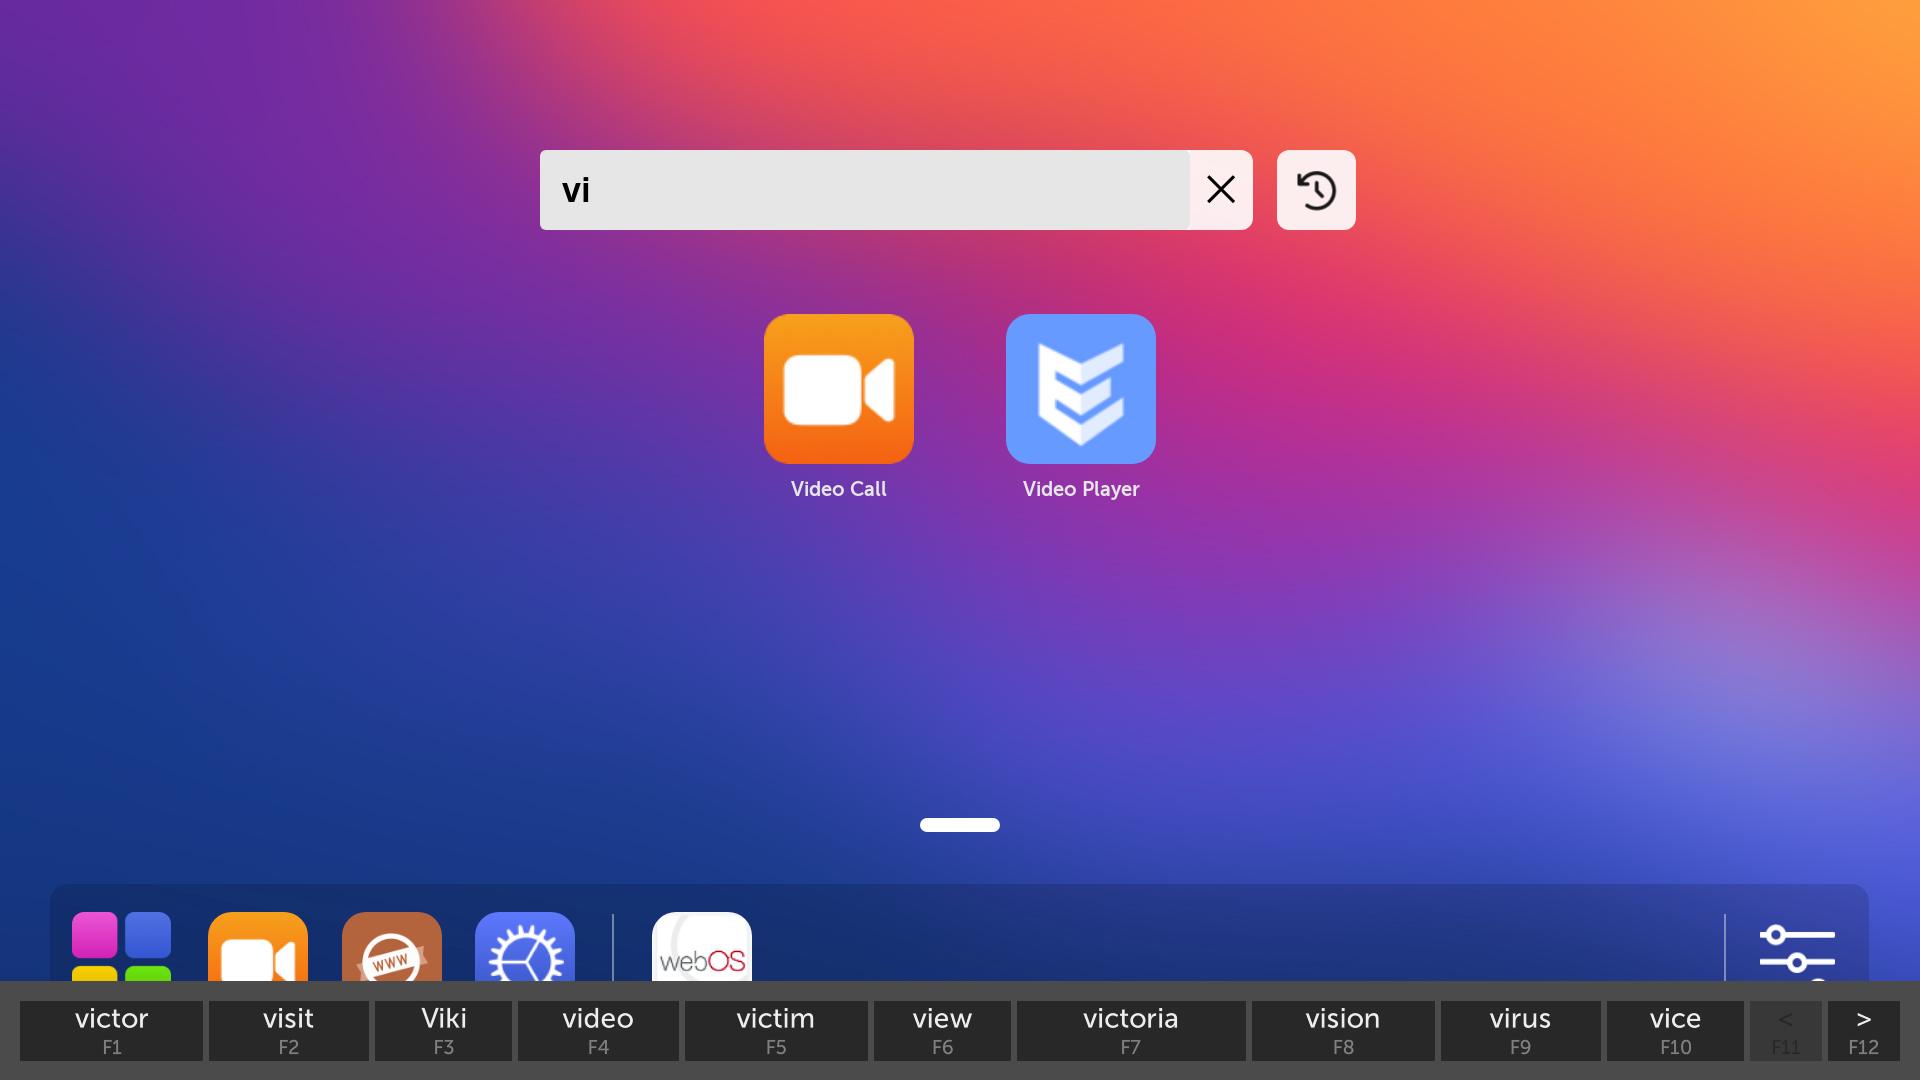 vi
Video Call
Video Player
www
webOS
victor
F1
visit
F2
Viki
F3
video
F4
victim
F5
view
F6
victoria
F7
vision
F8
virus
F9
vice
F10
<
F11
>
F12